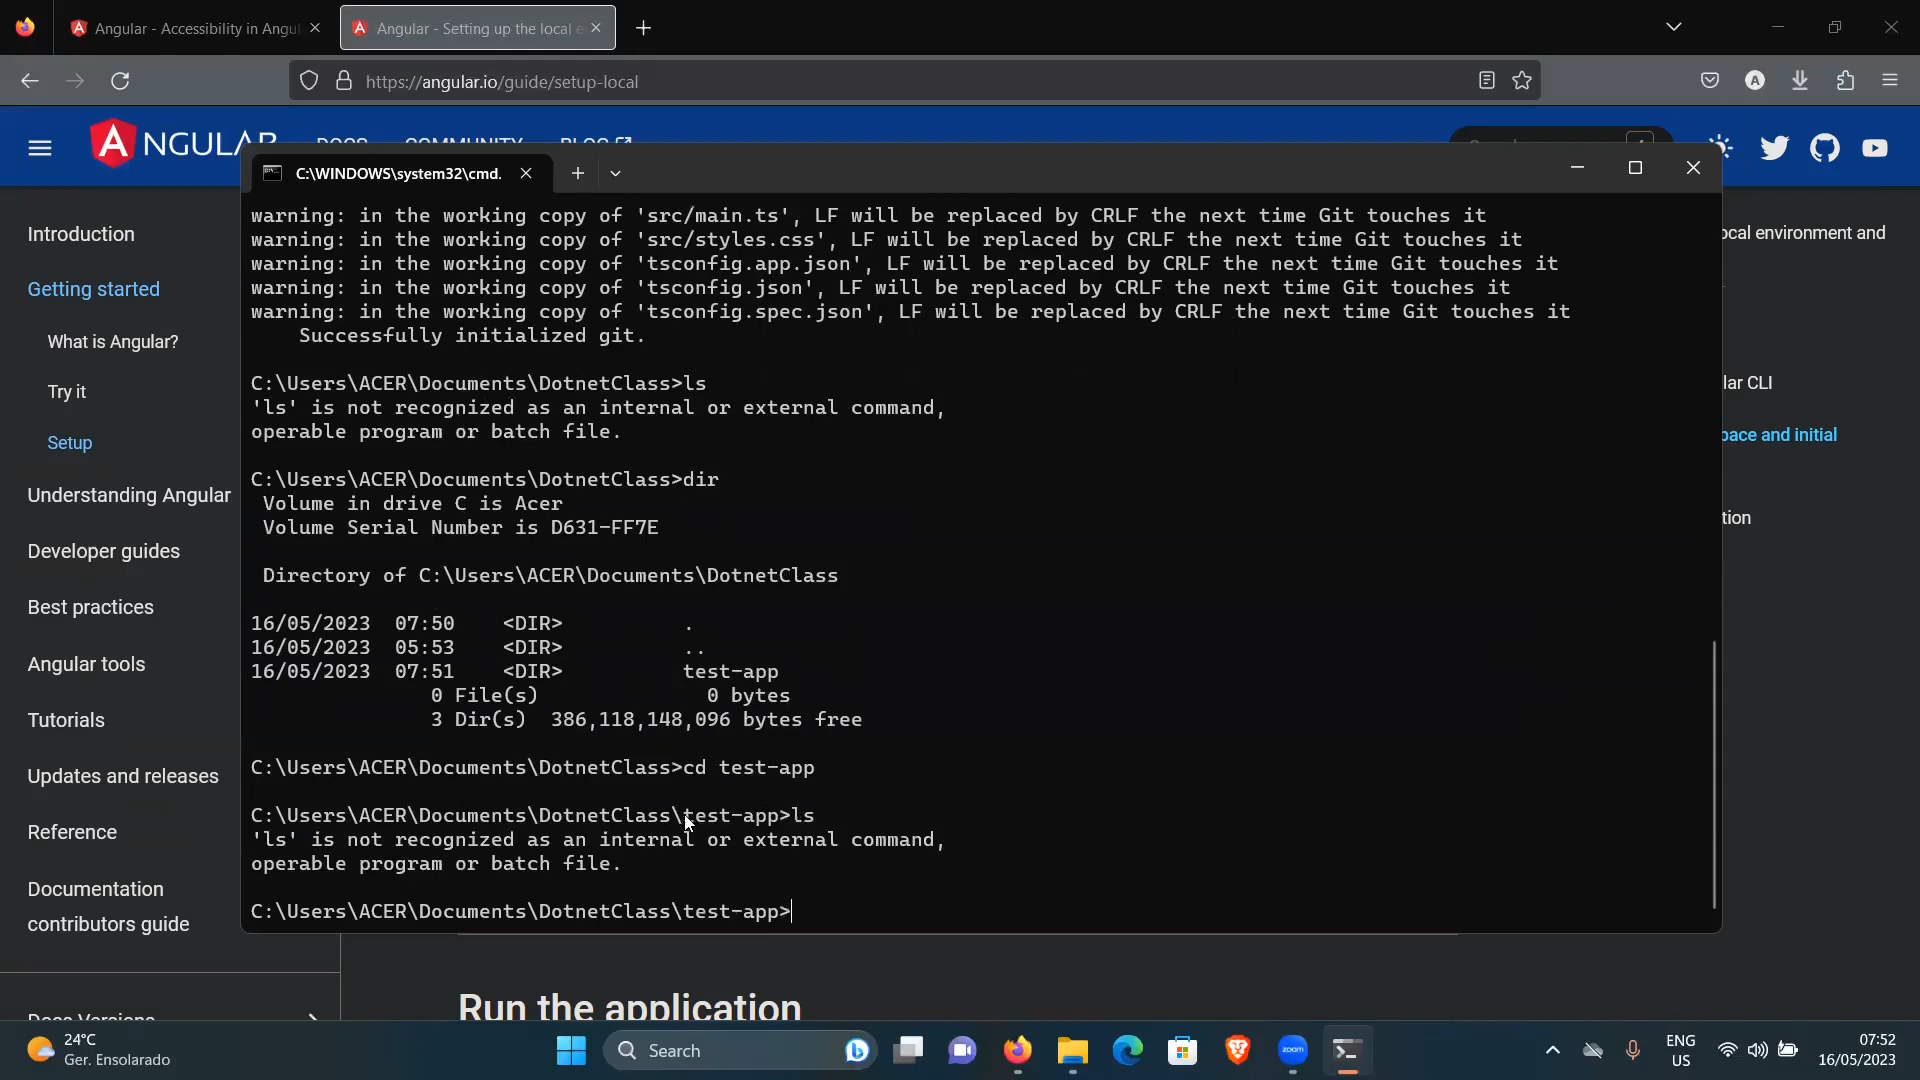 Angular - Accessibility in Angul
Angular - Setting up the local e
https://angular.io/guide/setup-local
ANGULAR
DOCS
COMMUNITY
BLOG
C:\WINDOWS\system32\cmd.
Introduction
Getting started
What is Angular?
Try it
Setup
Understanding Angular
Developer guides
Best practices
Angular tools
Tutorials
Updates and releases
Reference
Documentation
contributors guide
Docs Versions
warning: in the working copy of 'src/main.ts', LF will be replaced by CRLF the next time Git touches it
warning: in the working copy of 'src/styles.css', LF will be replaced by CRLF the next time Git touches it
warning: in the working copy of 'tsconfig.app.json', LF will be replaced by CRLF the next time Git touches it
warning: in the working copy of 'tsconfig.json', LF will be replaced by CRLF the next time Git touches it
warning: in the working copy of 'tsconfig.spec.json', LF will be replaced by CRLF the next time Git touches it
Successfully initialized git.
C:\Users\ACER\Documents\DotnetClass>ls
'ls' is not recognized as an internal or external command,
operable program or batch file.
C:\Users\ACER\Documents\DotnetClass>dir
Volume in drive C is Acer
Volume Serial Number is D631-FF7E
Directory of C:\Users\ACER\Documents\DotnetClass
16/05/2023 07:50 <DIR> .
16/05/2023 05:53 <DIR> ..
16/05/2023 07:51 <DIR> test-app
0 File(s) 0 bytes
3 Dir(s) 386,118,148,096 bytes free
C:\Users\ACER\Documents\DotnetClass>cd test-app
C:\Users\ACER\Documents\DotnetClass\test-app>ls
'ls' is not recognized as an internal or external command,
operable program or batch file.
C:\Users\ACER\Documents\DotnetClass\test-app>
ocal environment and
lar CLI
pace and initial
tion
Run the application
24°C
Ger. Ensolarado
Search
zoom
ENG
US
07:52
16/05/2023